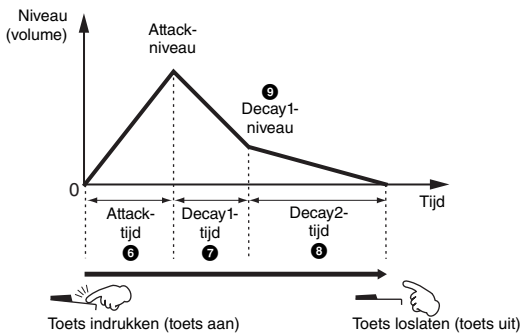 Niveau
(volume)
Attack-
niveau
❾
Decay1-
niveau
0
Tijd
Attack-
tijd
❻
Decay1-
tijd
❼
Decay2-
tijd
❽
Toets indrukken (toets aan)
Toets loslaten (toets uit)